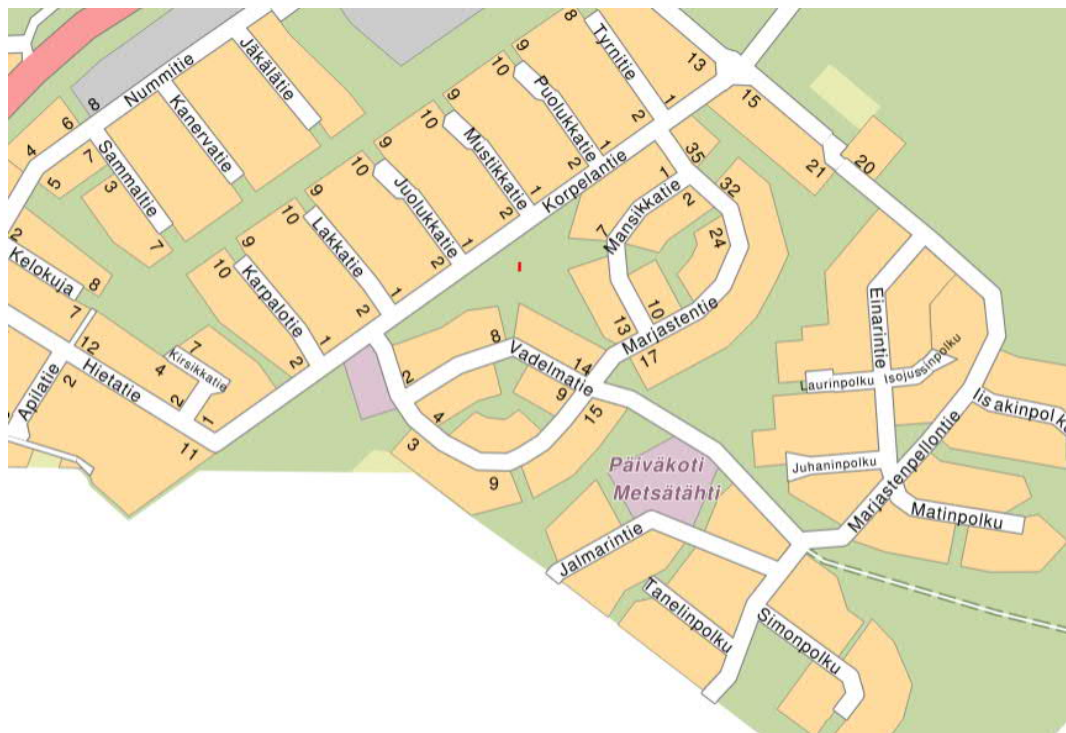 8
9
Tyrnitie
13
10
Puolukkatie
1
2
15
9
Jäkälätie
Nummitie
8
6
4
Kanervatie
10
Mustikkatie
1
2
35
21
20
9
7
5
3
Sammaltie
7
10
Juolukkatie
1
2
Korpelantie
1
2
32
9
Lakkatie
10
1
2
Mansikkatie
7
24
2
Kelokuja
8
7
9
10
Karpalotie
1
2
13
10
Marjastentie
17
12
Hietatie
4
7
Kirsikkatie
2
1
11
Apilatie
2
8
2
Vadelmatie
14
9
15
4
3
9
Einarintie
Laurinpolku
Isojussinpolku
Iisakinpolku
Juhaninpolku
Marjastenpellontie
Matinpolku
Päiväkoti
Metsätähti
Jalmarintie
Tanelinpolku
Simonpolku